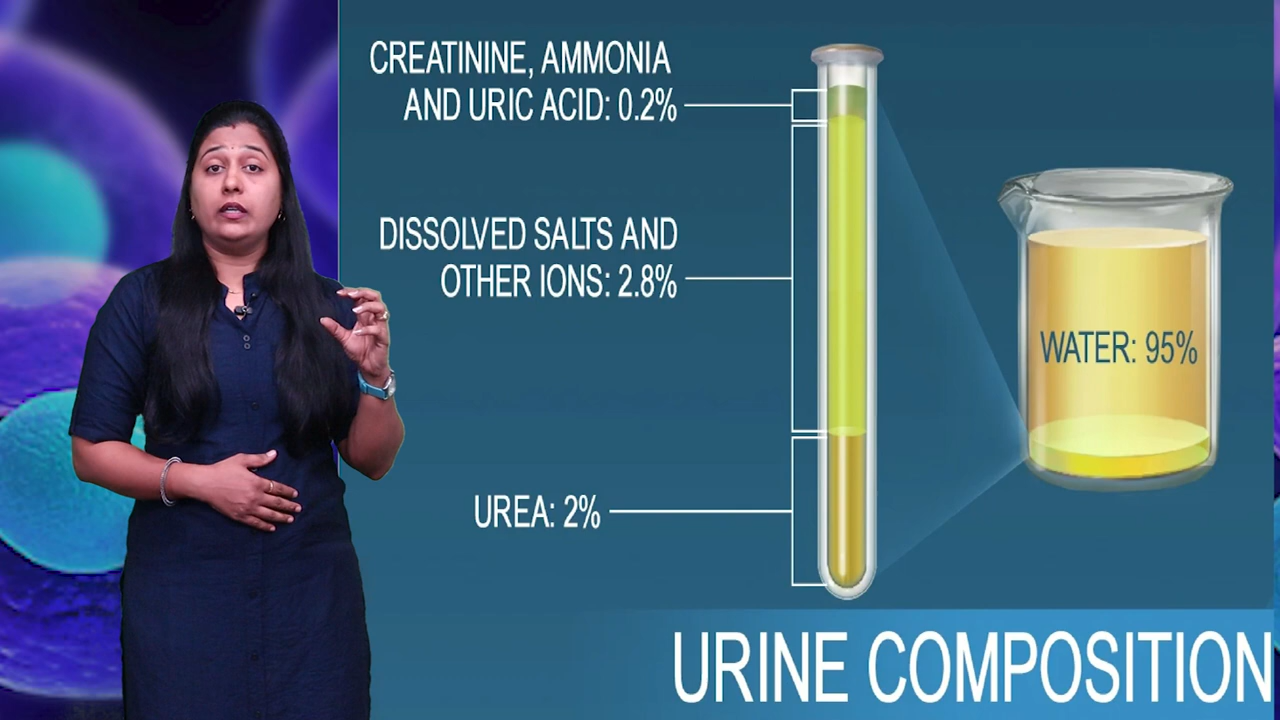 CREATININE, AMMONIA
AND URIC ACID: 0.2%
DISSOLVED SALTS AND
OTHER IONS: 2.8%
WATER: 95%
UREA: 2%
URINE COMPOSITION